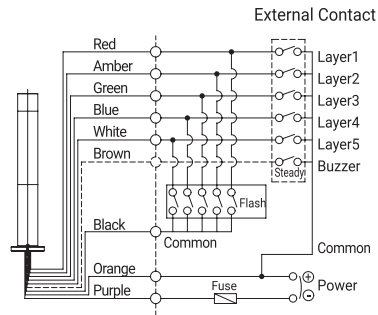 External Contact
Red
Layer1
Amber
Layer2
Green
Layer3
Blue
Layer4
White
Layer5
Brown
Buzzer
Steady
Flash
Black
Common
Common
Orange
Fuse
Power
Purple